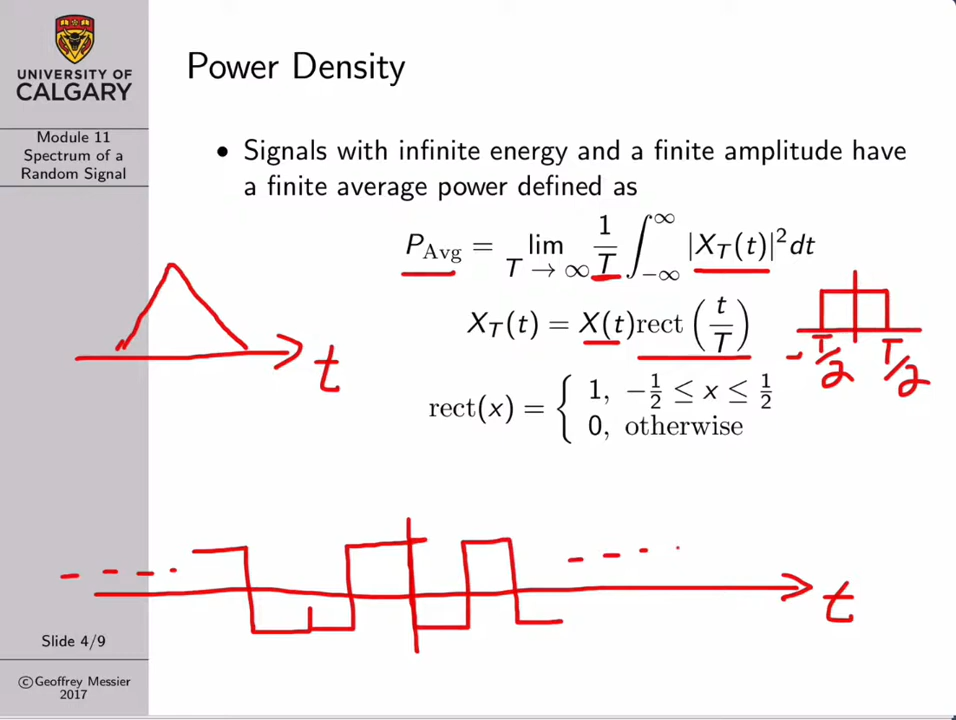 UNIVERSITY OF
CALGARY
Module 11
Spectrum of a
Random Signal
Power Density
• Signals with infinite energy and a finite amplitude have
a finite average power defined as
P_Avg = lim_{T → ∞} 1/T ∫_{−∞}^{∞} |X_T(t)|² dt
X_T(t) = X(t)rect(t/T)
rect(x) = { 1, −1/2 ≤ x ≤ 1/2
0, otherwise
-T/2 T/2
t
t
Slide 4/9
©Geoffrey Messier
2017